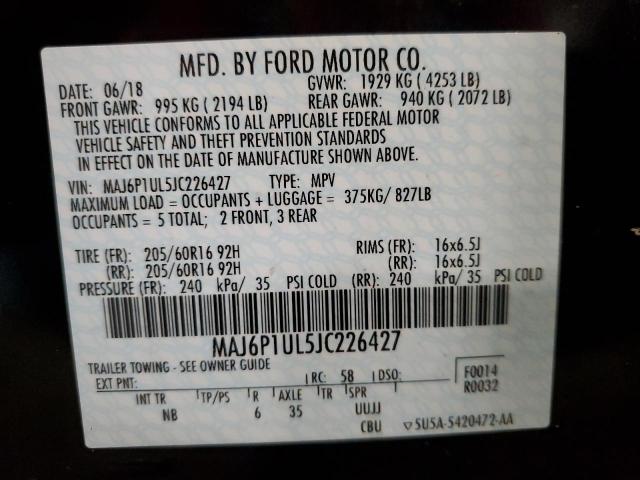 MFD. BY FORD MOTOR CO.
DATE: 06/18 GVWR: 1929 KG ( 4253 LB)
FRONT GAWR: 995 KG ( 2194 LB) REAR GAWR: 940 KG ( 2072 LB)
THIS VEHICLE CONFORMS TO ALL APPLICABLE FEDERAL MOTOR
VEHICLE SAFETY AND THEFT PREVENTION STANDARDS
IN EFFECT ON THE DATE OF MANUFACTURE SHOWN ABOVE.
VIN: MAJ6P1UL5JC226427 TYPE: MPV
MAXIMUM LOAD = OCCUPANTS + LUGGAGE = 375KG/ 827LB
OCCUPANTS = 5 TOTAL; 2 FRONT, 3 REAR
TIRE (FR): 205/60R16 92H RIMS (FR): 16x6.5J
(RR): 205/60R16 92H (RR): 16x6.5J
PRESSURE (FR): 240 kPa/ 35 PSI COLD (RR): 240 kPa/ 35 PSI COLD
MAJ6P1UL5JC226427
TRAILER TOWING - SEE OWNER GUIDE
EXT PNT: RC: 58 DSO: F0014
R0032
INT TR TP/PS R AXLE TR SPR
NB 6 35 UUJJ
CBU ▽5U5A-5420472-AA